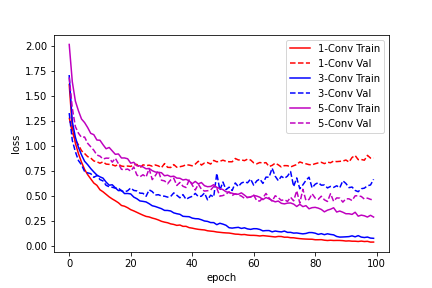 2.00
1.75
1.50
1.25
1.00
0.75
0.50
0.25
0.00
loss
0 20 40 60 80 100
epoch
1-Conv Train
1-Conv Val
3-Conv Train
3-Conv Val
5-Conv Train
5-Conv Val